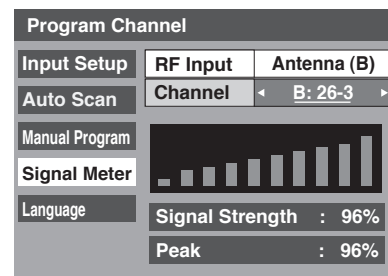 Program Channel
Input Setup
Auto Scan
Manual Program
Signal Meter
Language
RF Input Antenna (B)
Channel B: 26-3
Signal Strength : 96%
Peak : 96%